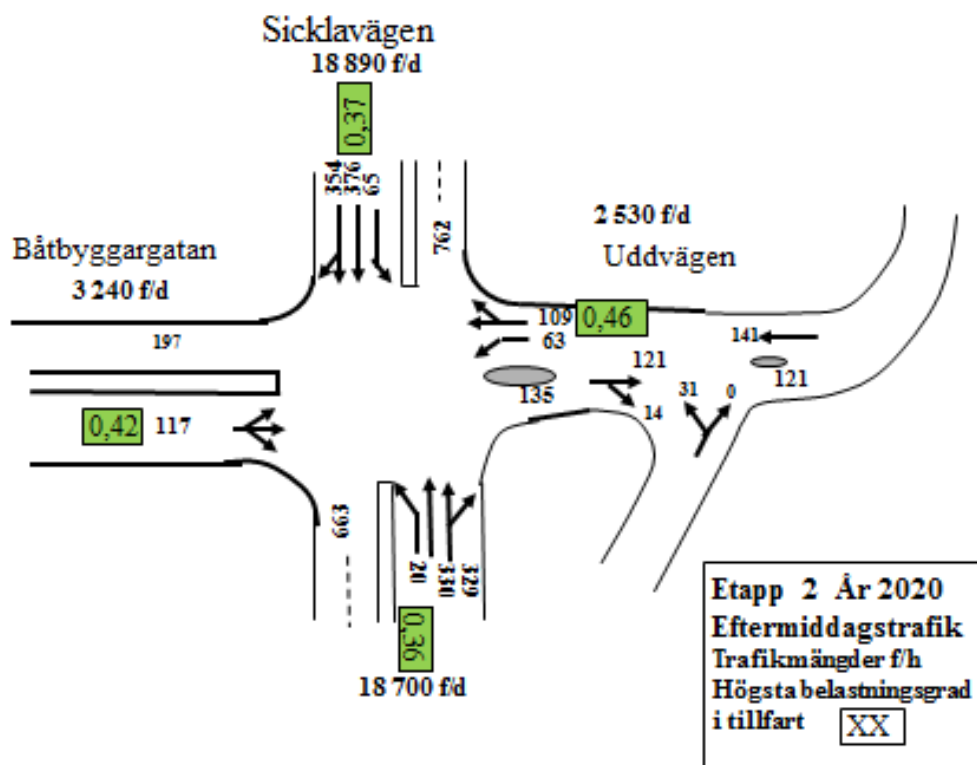 Sicklavägen
18 890 f/d
0,37
354
376
65
762
2 530 f/d
Uddvägen
Båtbyggargatan
3 240 f/d
197
109
0,46
63
141
121
121
135
31
0
14
0,42
117
663
20
330
329
0,36
18 700 f/d
Etapp 2 År 2020
Eftermiddagstrafik
Trafikmängder f/h
Högsta belastningsgrad
i tillfart XX